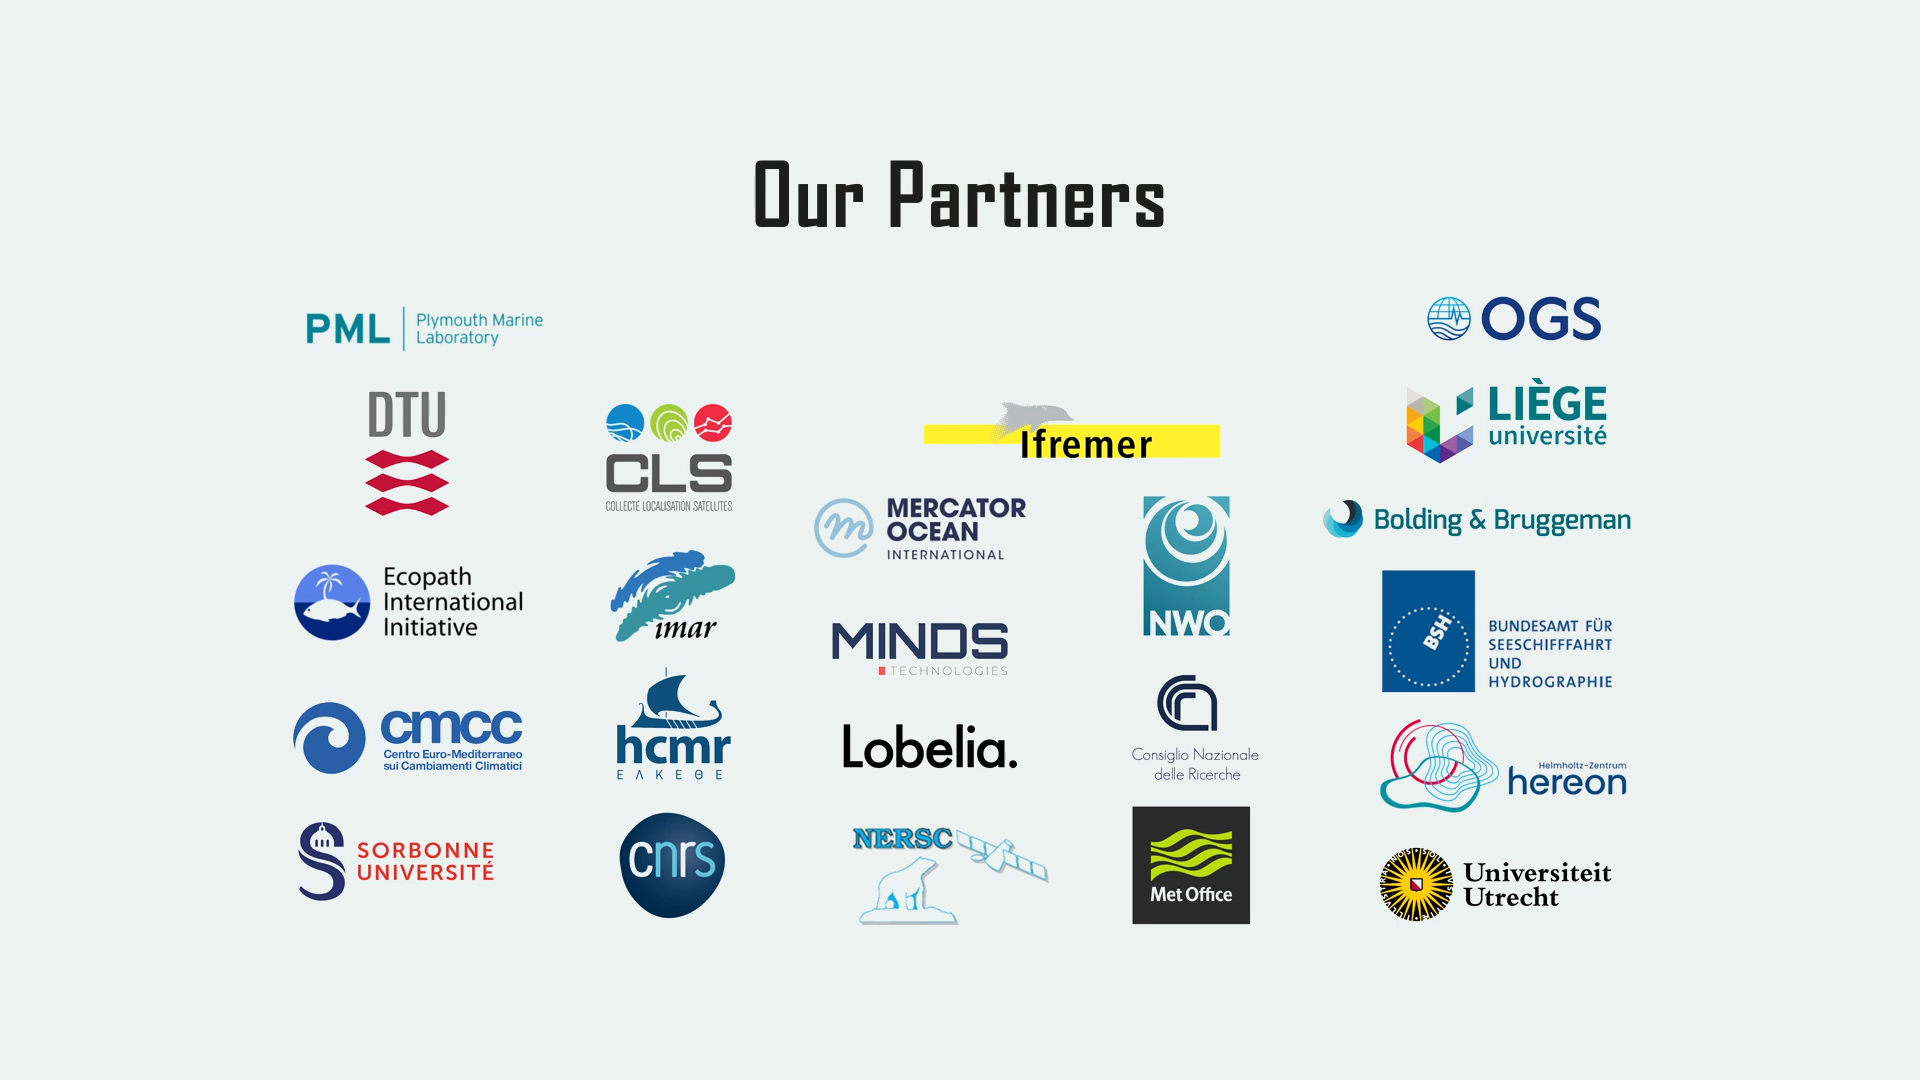 Our Partners
PML
Plymouth Marine
Laboratory
OGS
DTU
CLS
COLLECTE LOCALISATION SATELLITES
Ifremer
LIÈGE
université
MERCATOR
OCEAN
INTERNATIONAL
NWO
Bolding & Bruggeman
Ecopath
International
Initiative
imar
MINDS
TECHNOLOGIES
BSH
BUNDESAMT FÜR
SEESCHIFFFAHRT
UND
HYDROGRAPHIE
cmcc
Centro Euro-Mediterraneo
sui Cambiamenti Climatici
hcmr
ΕΛΚΕΘΕ
Lobelia.
Consiglio Nazionale
delle Ricerche
Helmholtz-Zentrum
hereon
SORBONNE
UNIVERSITÉ
cnrs
NERSC
Met Office
Universiteit
Utrecht